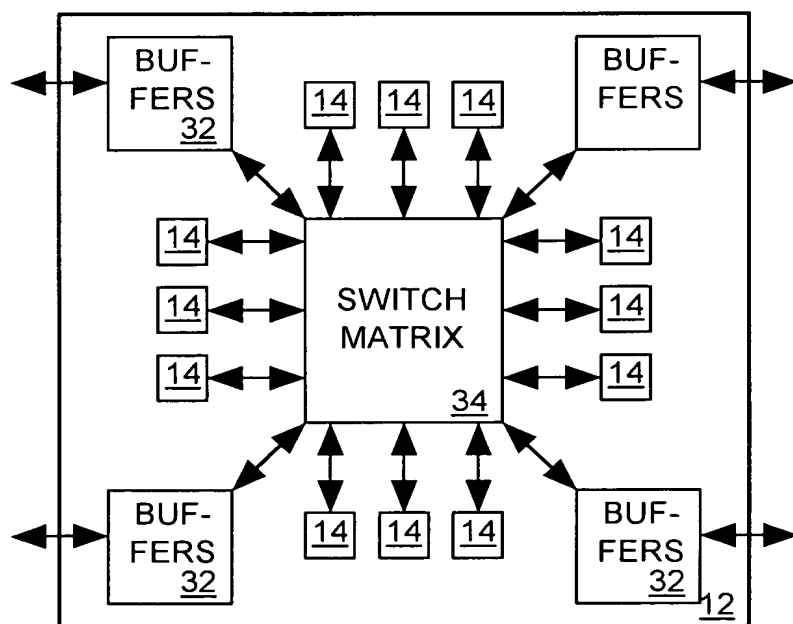 BUF-
FERS
32
14 14 14
BUF-
FERS
14
14
14
SWITCH
MATRIX
34
14
14
14
BUF-
FERS
32
14 14 14
BUF-
FERS
32
12